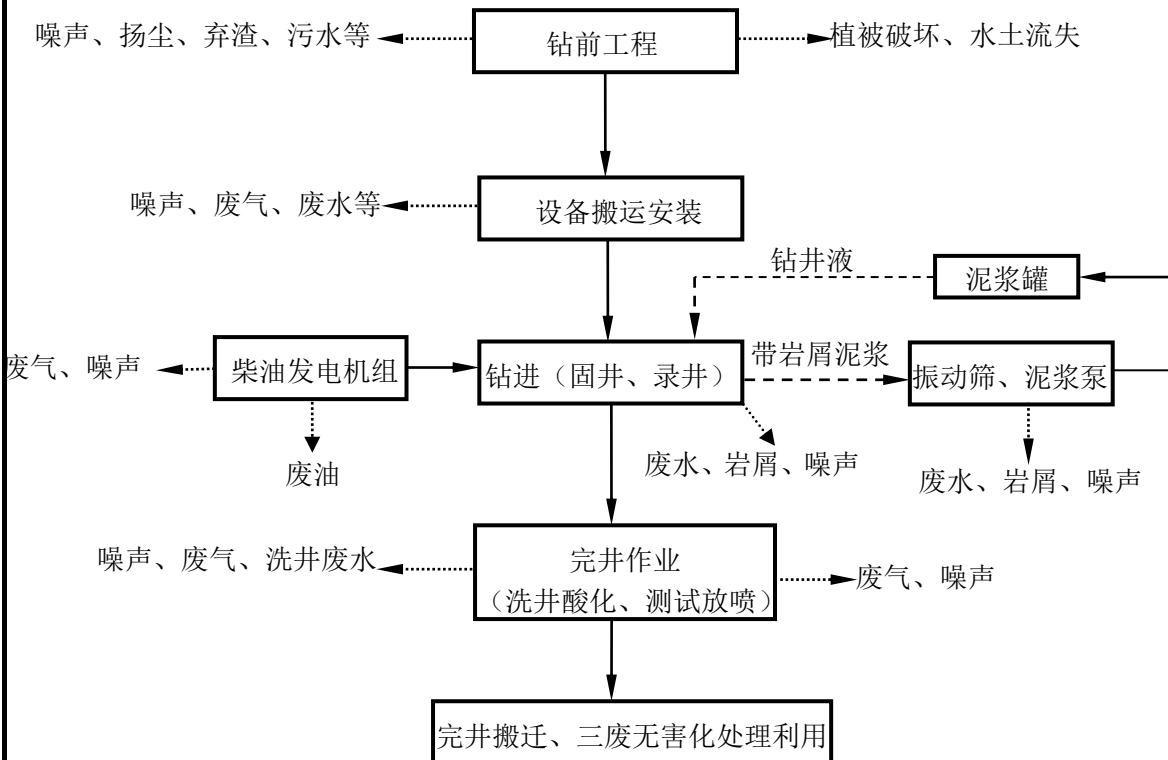 噪声、扬尘、弃渣、污水等
钻前工程
植被破坏、水土流失
噪声、废气、废水等
设备搬运安装
钻井液
泥浆罐
废气、噪声
柴油发电机组
钻进（固井、录井）
带岩屑泥浆
振动筛、泥浆泵
废油
废水、岩屑、噪声
废水、岩屑、噪声
噪声、废气、洗井废水
完井作业
（洗井酸化、测试放喷）
废气、噪声
完井搬迁、三废无害化处理利用